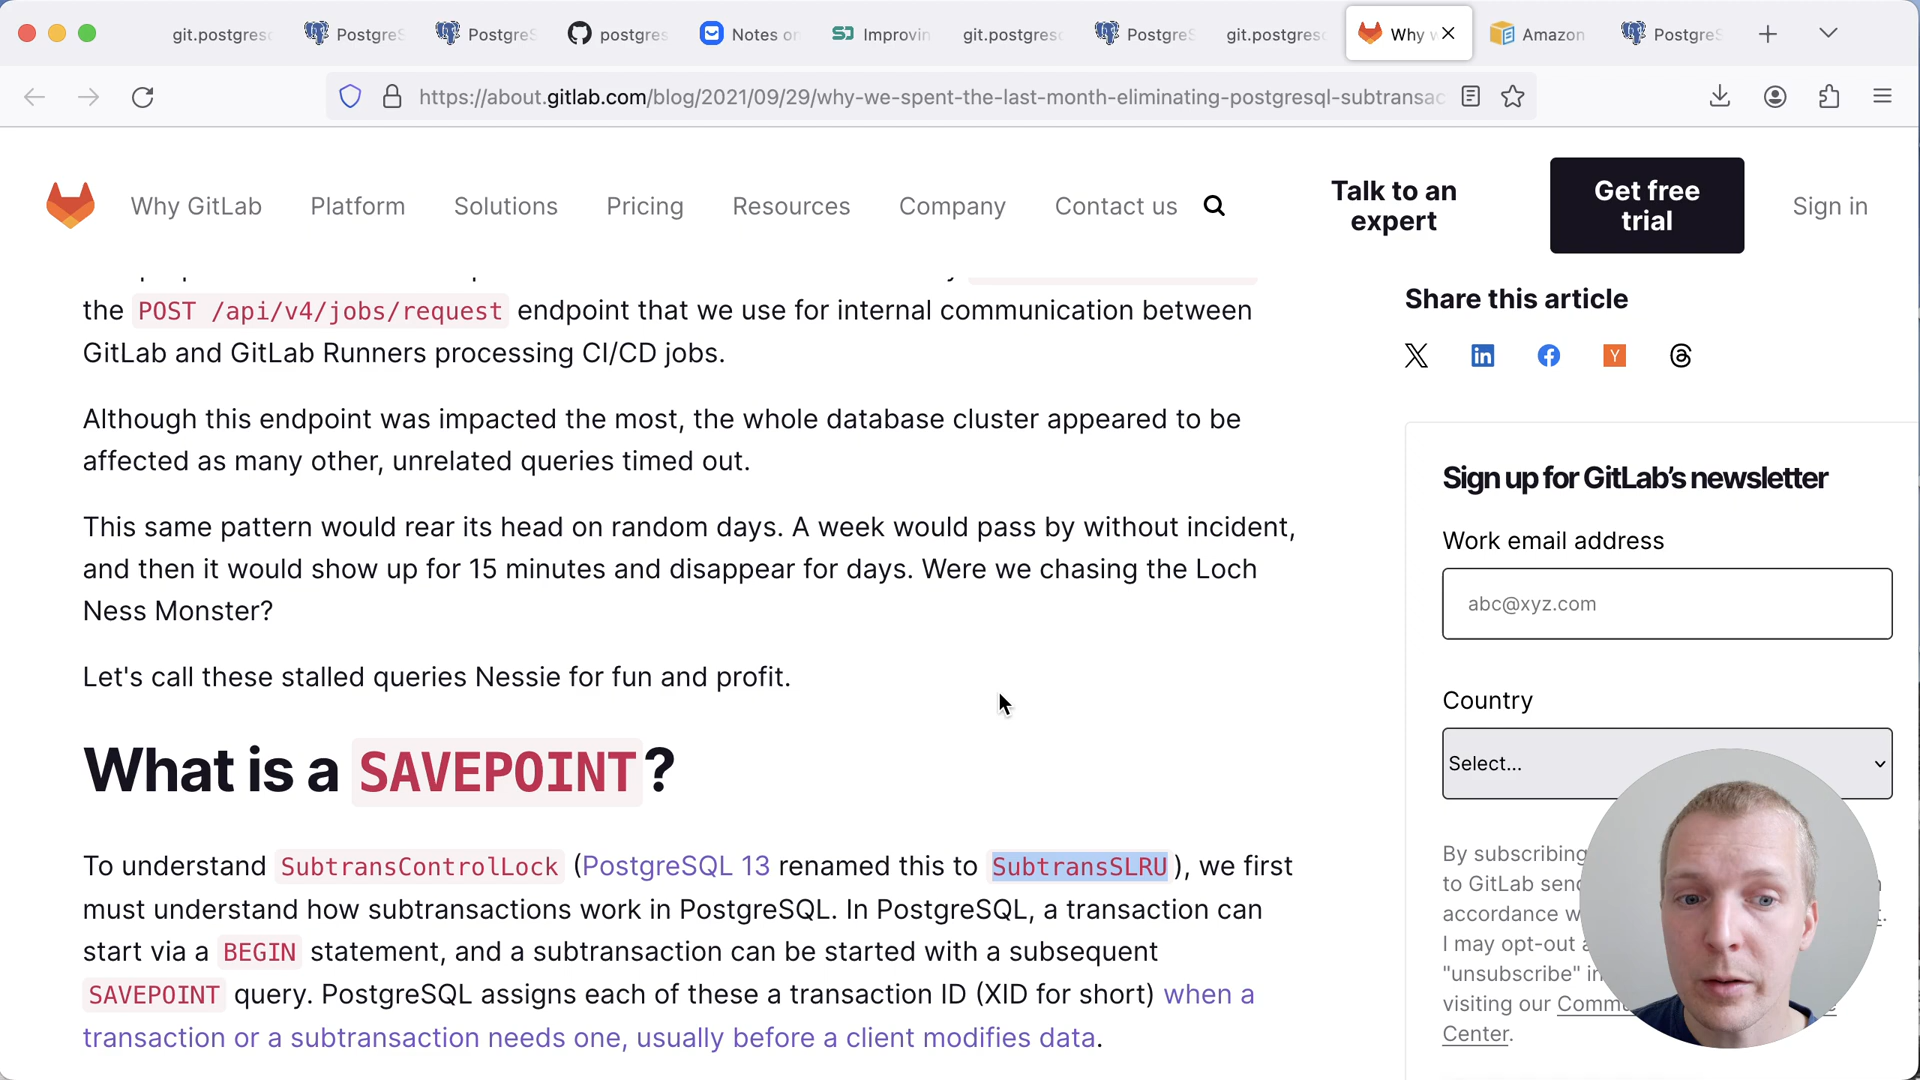 git.postgres
PostgreS
PostgreS
postgres
Notes on
Improvin
git.postgres
PostgreS
git.postgres
Why w
Amazon
PostgreS
https://about.gitlab.com/blog/2021/09/29/why-we-spent-the-last-month-eliminating-postgresql-subtransac
Why GitLab
Platform
Solutions
Pricing
Resources
Company
Contact us
Talk to an
expert
Get free
trial
Sign in
the POST /api/v4/jobs/request endpoint that we use for internal communication between
GitLab and GitLab Runners processing CI/CD jobs.
Although this endpoint was impacted the most, the whole database cluster appeared to be
affected as many other, unrelated queries timed out.
This same pattern would rear its head on random days. A week would pass by without incident,
and then it would show up for 15 minutes and disappear for days. Were we chasing the Loch
Ness Monster?
Let's call these stalled queries Nessie for fun and profit.
What is a SAVEPOINT?
To understand SubtransControlLock (PostgreSQL 13 renamed this to SubtransSLRU), we first
must understand how subtransactions work in PostgreSQL. In PostgreSQL, a transaction can
start via a BEGIN statement, and a subtransaction can be started with a subsequent
SAVEPOINT query. PostgreSQL assigns each of these a transaction ID (XID for short) when a
transaction or a subtransaction needs one, usually before a client modifies data.
Share this article
Sign up for GitLab's newsletter
Work email address
abc@xyz.com
Country
Select...
By subscribing
to GitLab send
accordance w
I may opt-out a
"unsubscribe" in
visiting our Commu
Center.